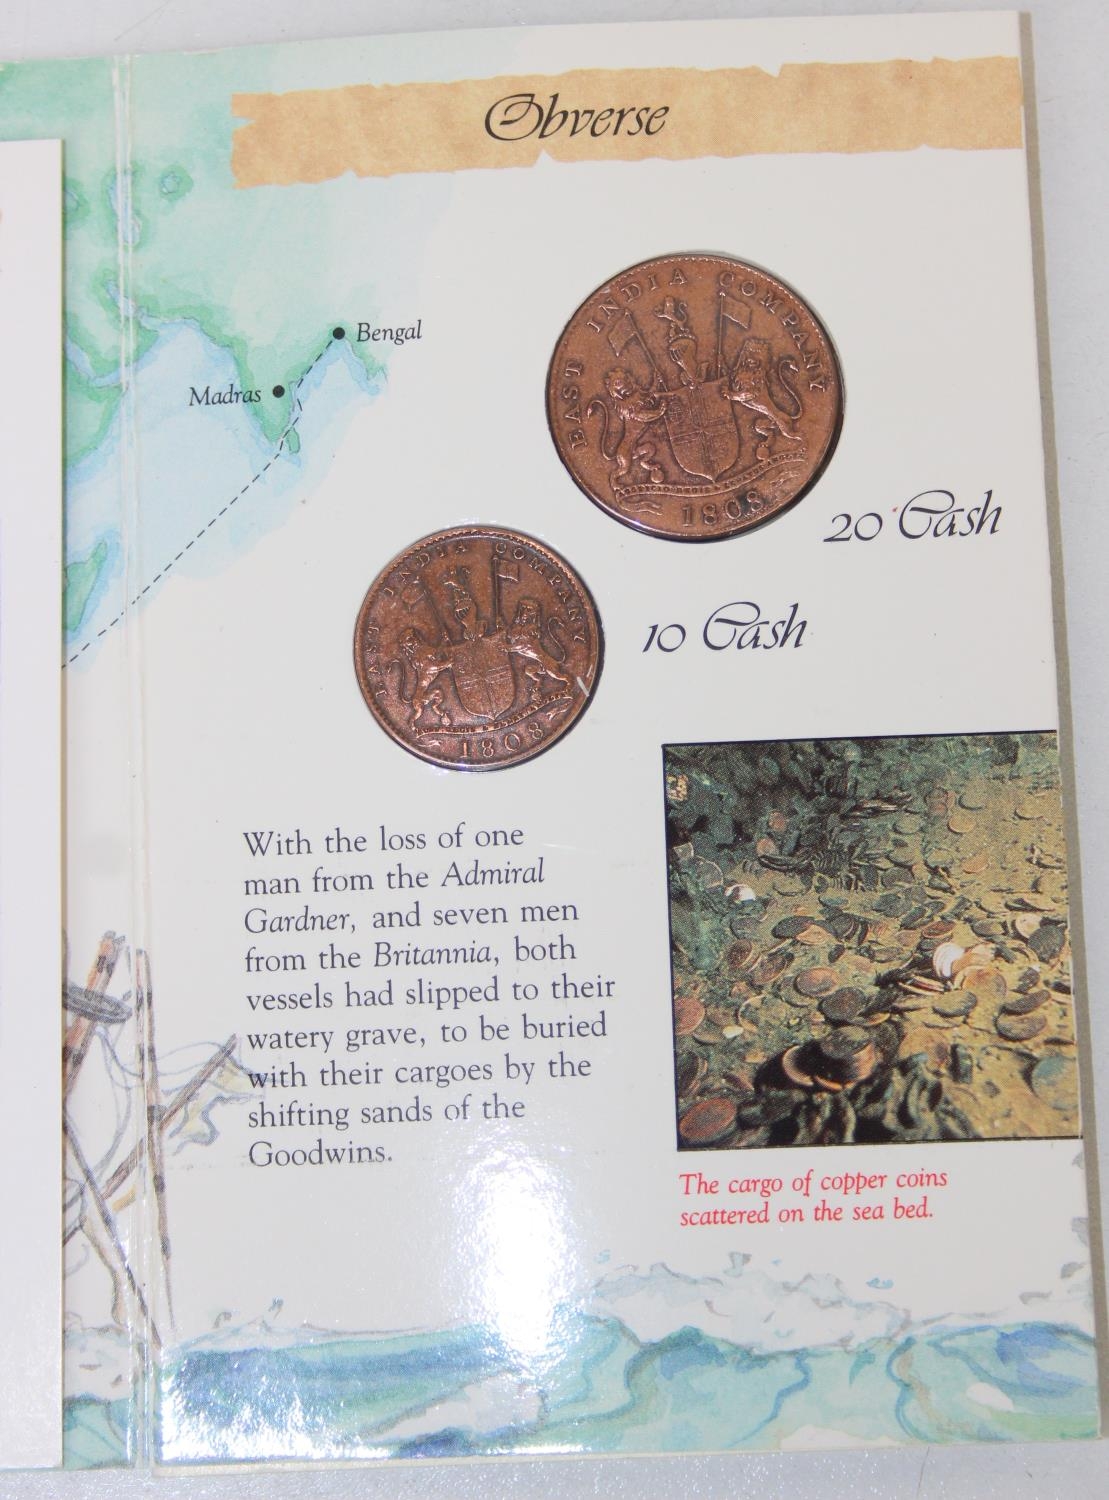 Obverse
Bengal
Madras
EAST INDIA COMPANY
1808
20 Cash
EAST INDIA COMPANY
1808
10 Cash
With the loss of one
man from the Admiral
Gardner, and seven men
from the Britannia, both
vessels had slipped to their
watery grave, to be buried
with their cargoes by the
shifting sands of the
Goodwins.
The cargo of copper coins
scattered on the sea bed.